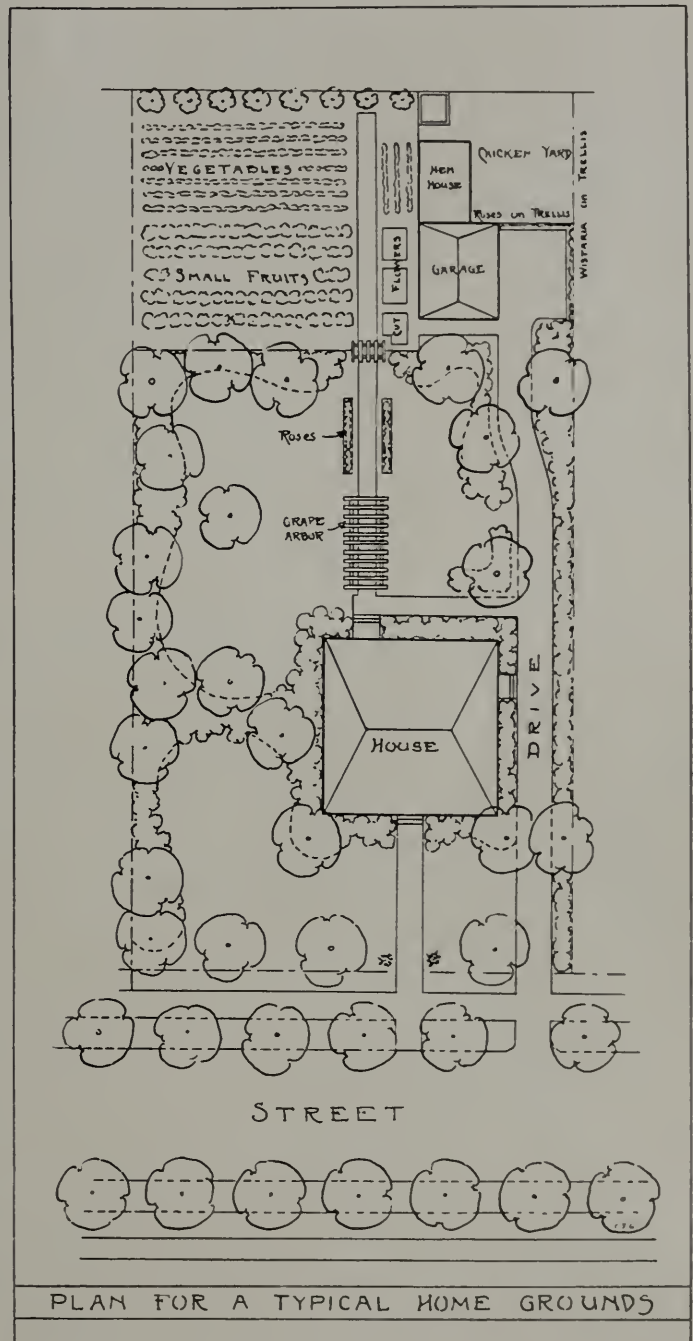 VEGETABLES
CHICKEN YARD
HEN
HOUSE
ROSES ON TRELLIS
WISTARIA ON TRELLIS
SMALL FRUITS
CUT FLOWERS
GARAGE
ROSES
GRAPE
ARBOR
HOUSE
DRIVE
STREET
PLAN FOR A TYPICAL HOME GROUNDS